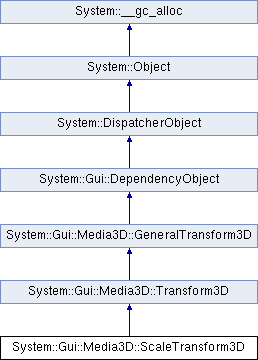 System::__gc_alloc
System::Object
System::DispatcherObject
System::Gui::DependencyObject
System::Gui::Media3D::GeneralTransform3D
System::Gui::Media3D::Transform3D
System::Gui::Media3D::ScaleTransform3D